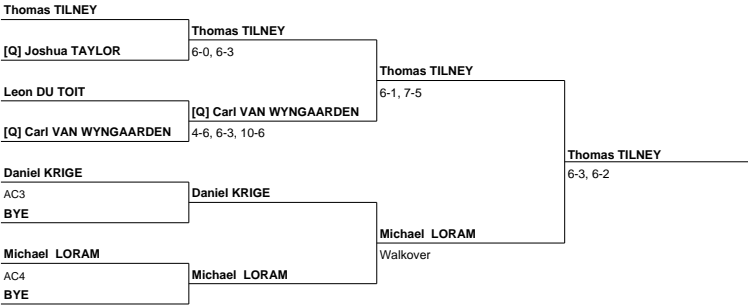 Thomas TILNEY
[Q] Joshua TAYLOR
Leon DU TOIT
[Q] Carl VAN WYNGAARDEN
Daniel KRIGE
AC3
BYE
Michael LORAM
AC4
BYE
Thomas TILNEY
6-0, 6-3
[Q] Carl VAN WYNGAARDEN
4-6, 6-3, 10-6
Daniel KRIGE
Michael LORAM
Thomas TILNEY
6-1, 7-5
Michael LORAM
Walkover
Thomas TILNEY
6-3, 6-2